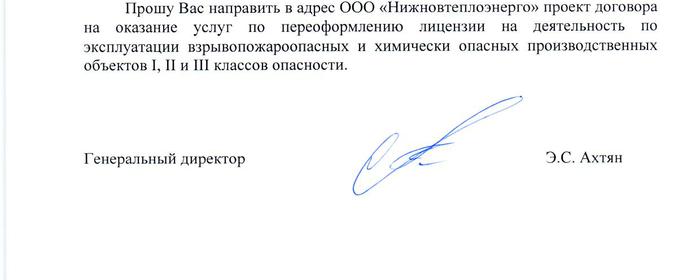 Прошу Вас направить в адрес ООО «Нижновтеплоэнерго» проект договора
на оказание услуг по переоформлению лицензии на деятельность по
эксплуатации взрывопожароопасных и химически опасных производственных
объектов I, II и III классов опасности.
Генеральный директор Э.С. Ахтян